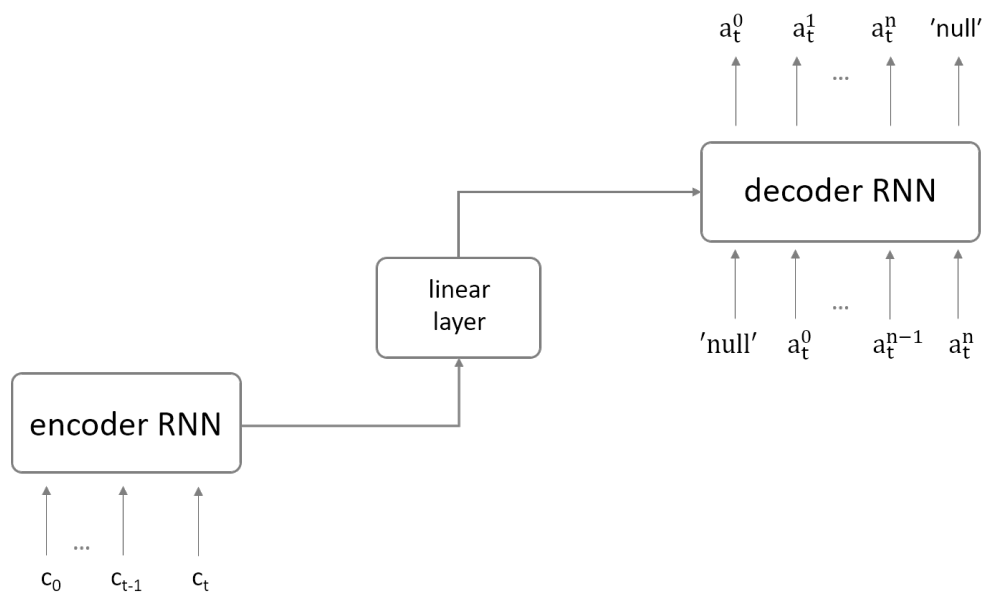 a_t^0 a_t^1 ... a_t^n 'null'
decoder RNN
'null' a_t^0 ... a_t^{n−1} a_t^n
linear
layer
encoder RNN
c_0 ... c_{t-1} c_t